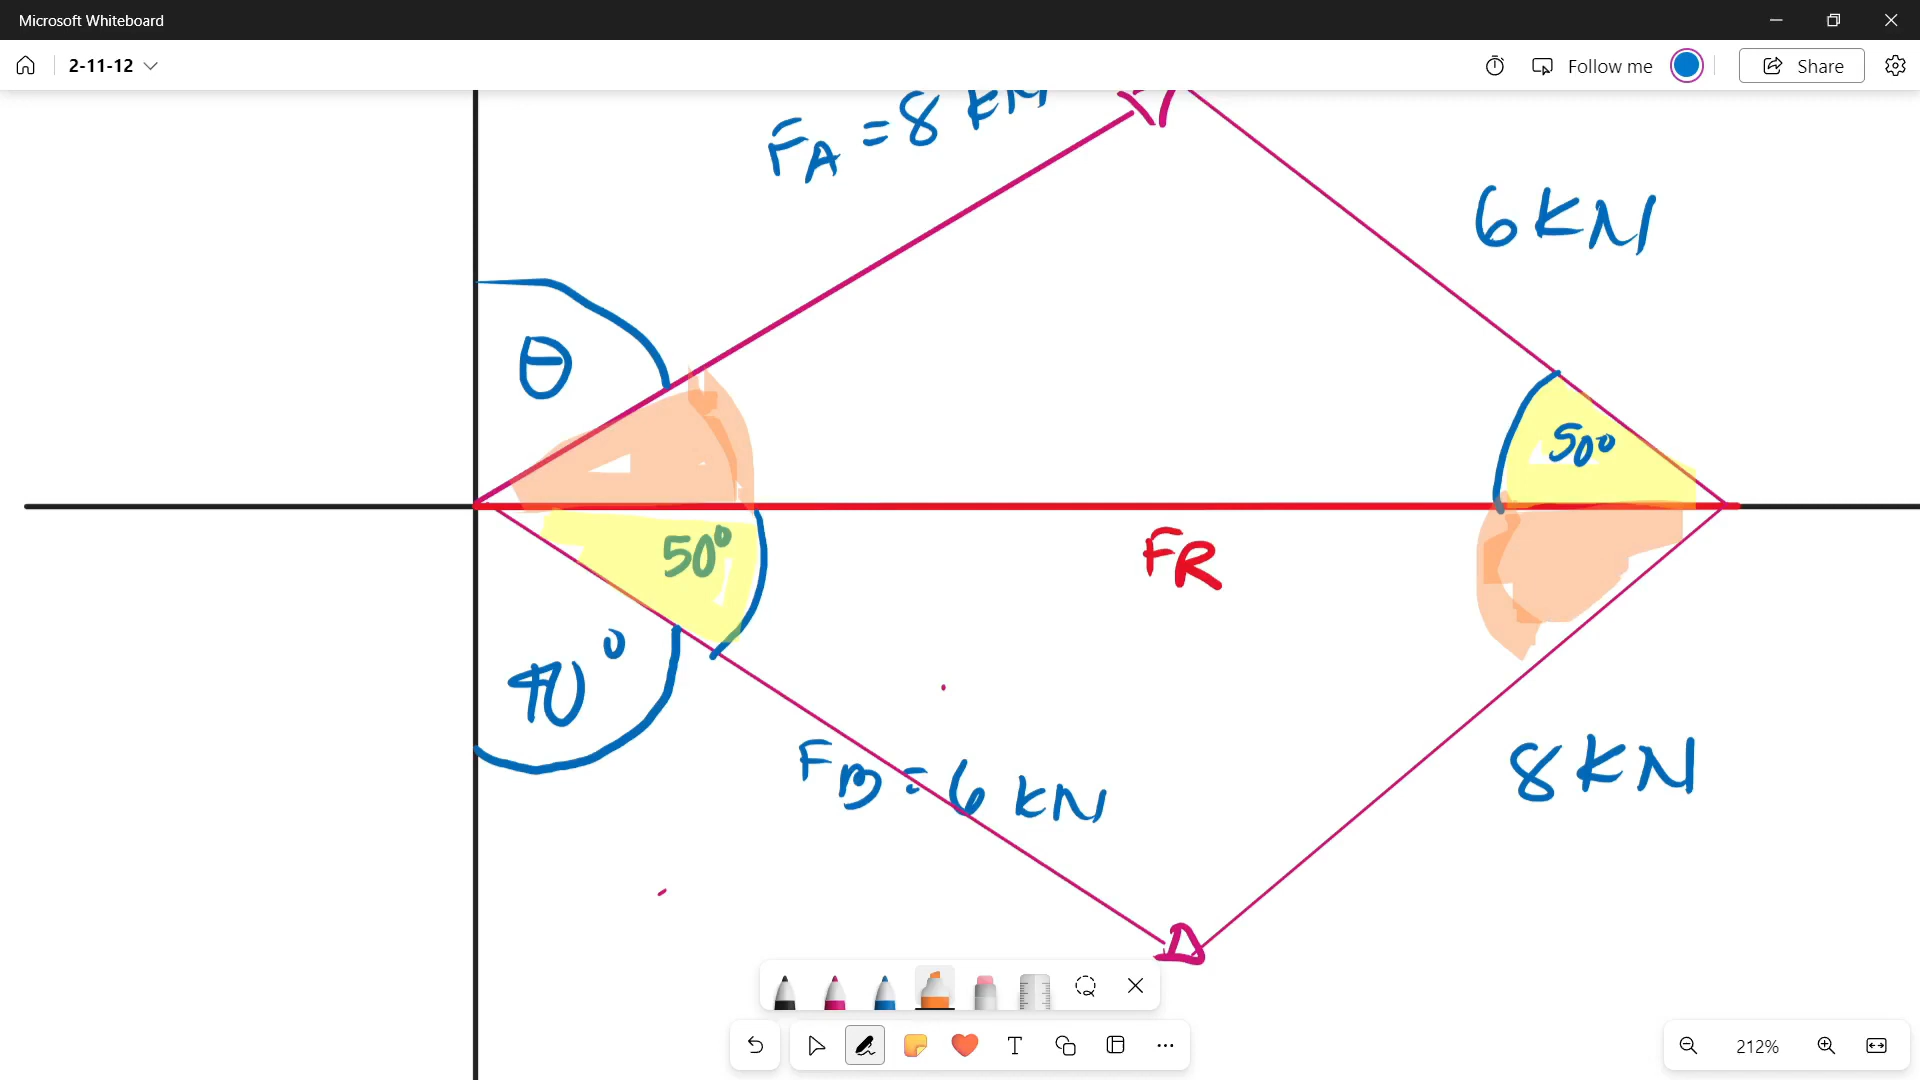 Microsoft Whiteboard
2-11-12
Follow me
Share
FA = 8 KN
6 KN
θ
50°
50°
FR
40°
FB = 6 KN
8 KN
212%